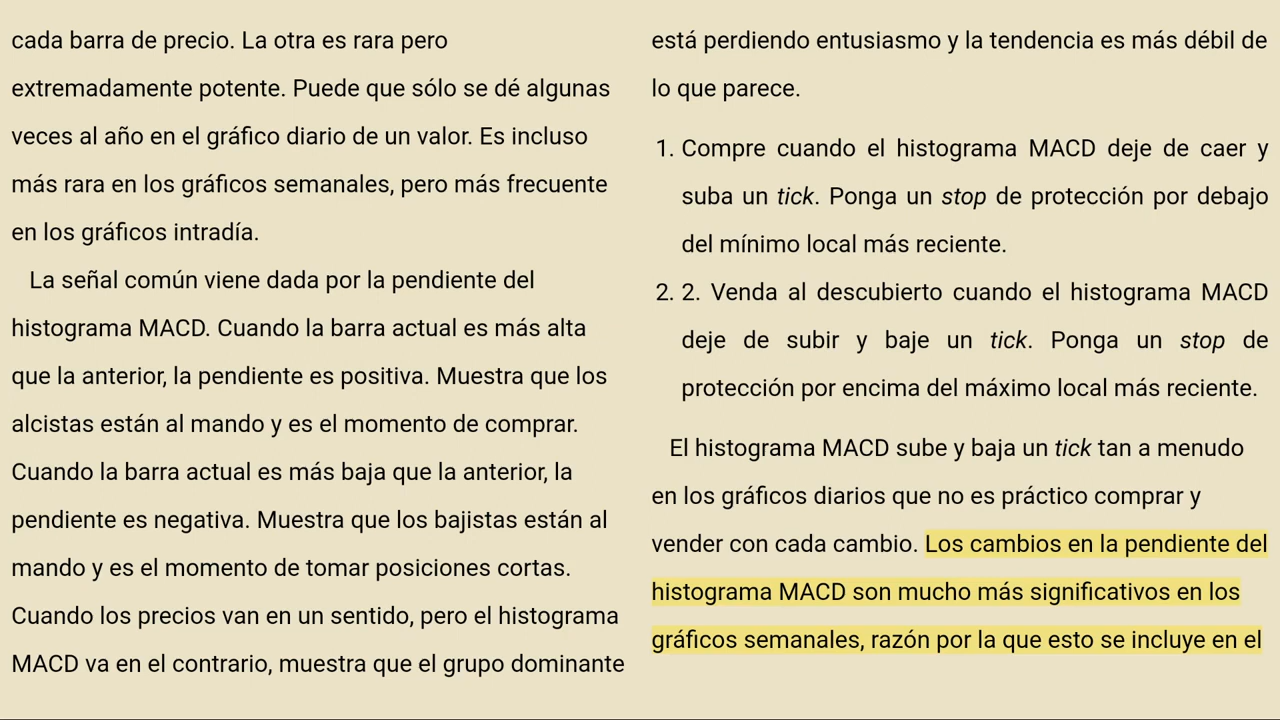 cada barra de precio. La otra es rara pero
extremadamente potente. Puede que sólo se dé algunas
veces al año en el gráfico diario de un valor. Es incluso
más rara en los gráficos semanales, pero más frecuente
en los gráficos intradía.
La señal común viene dada por la pendiente del
histograma MACD. Cuando la barra actual es más alta
que la anterior, la pendiente es positiva. Muestra que los
alcistas están al mando y es el momento de comprar.
Cuando la barra actual es más baja que la anterior, la
pendiente es negativa. Muestra que los bajistas están al
mando y es el momento de tomar posiciones cortas.
Cuando los precios van en un sentido, pero el histograma
MACD va en el contrario, muestra que el grupo dominante
está perdiendo entusiasmo y la tendencia es más débil de
lo que parece.
1. Compre cuando el histograma MACD deje de caer y
suba un tick. Ponga un stop de protección por debajo
del mínimo local más reciente.
2. 2. Venda al descubierto cuando el histograma MACD
deje de subir y baje un tick. Ponga un stop de
protección por encima del máximo local más reciente.
El histograma MACD sube y baja un tick tan a menudo
en los gráficos diarios que no es práctico comprar y
vender con cada cambio. Los cambios en la pendiente del
histograma MACD son mucho más significativos en los
gráficos semanales, razón por la que esto se incluye en el